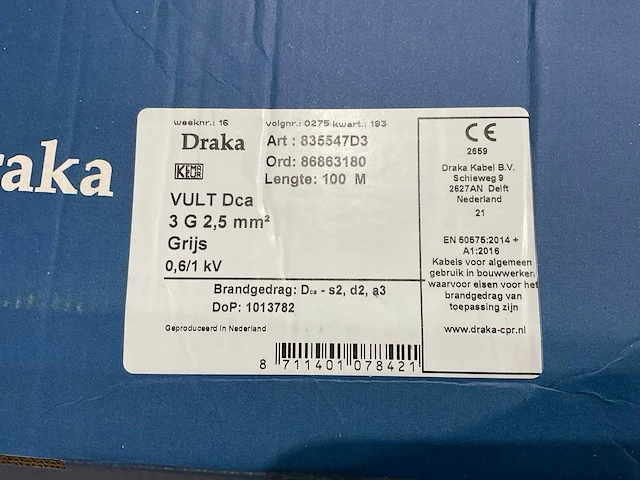 raka
weeknr.: 16 volgnr.: 0275 kwart.: 193
Draka
Art : 835547D3
Ord: 86863180
Lengte: 100 M
KEMA KEUR
VULT Dca
3 G 2,5 mm²
Grijs
0,6/1 kV
Brandgedrag: Dca - s2, d2, a3
DoP: 1013782
Geproduceerd in Nederland
8 711401 078421
CE
2659
Draka Kabel B.V.
Schieweg 9
2627AN Delft
Nederland
21
EN 50575:2014 +
A1:2016
Kabels voor algemeen
gebruik in bouwwerken
waarvoor eisen voor het
brandgedrag van
toepassing zijn
www.draka-cpr.nl